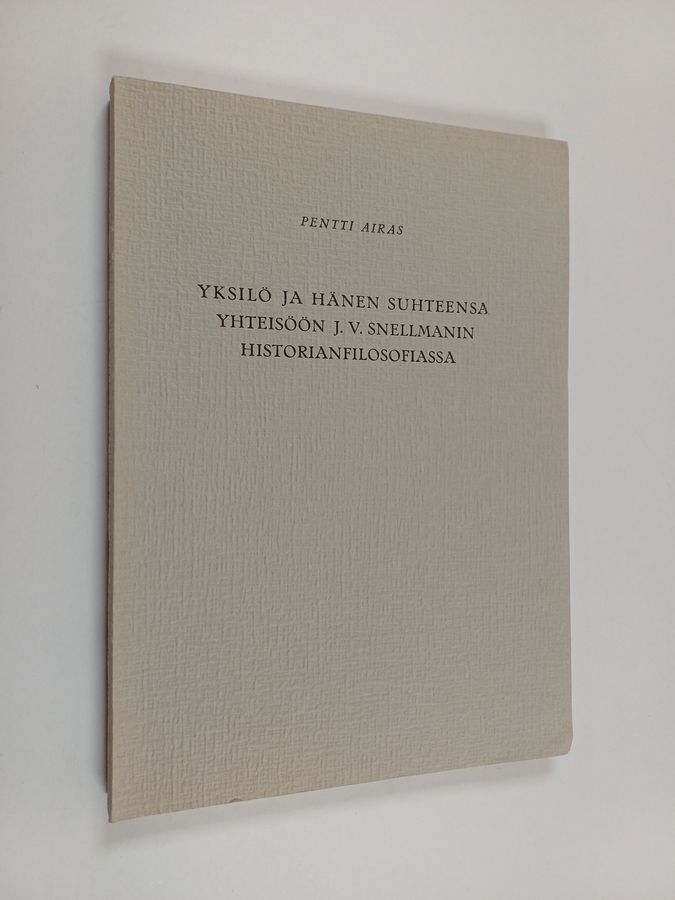 PENTTI AIRAS
YKSILÖ JA HÄNEN SUHTEENSA
YHTEISÖÖN J. V. SNELLMANIN
HISTORIANFILOSOFIASSA